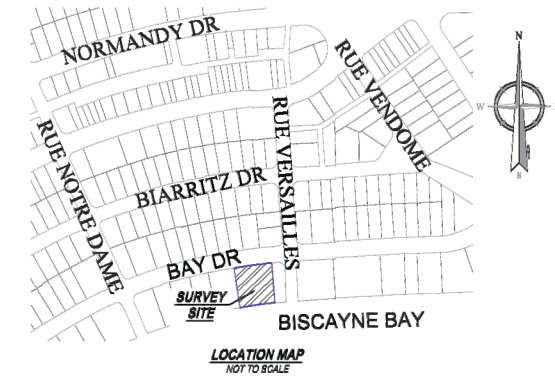 NORMANDY DR
RUE VENDOME
N
W
S
RUE NOTRE DAME
RUE VERSAILLES
BIARRITZ DR
BAY DR
SURVEY
SITE
BISCAYNE BAY
LOCATION MAP
NOT TO SCALE